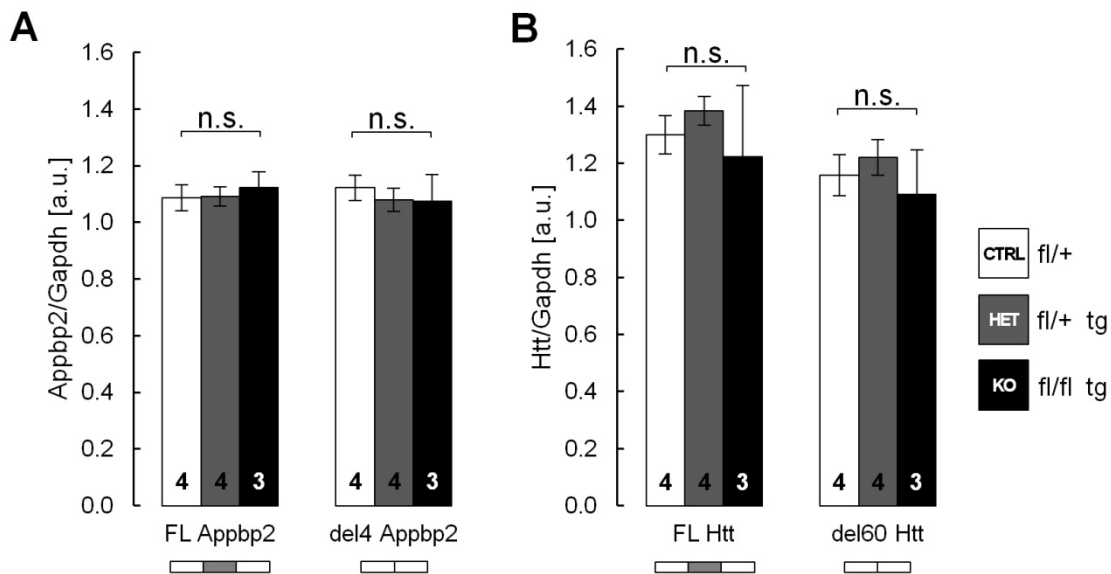 A
Appbp2/Gapdh [a.u.]
1.6
1.4
1.2
1.0
0.8
0.6
0.4
0.2
0.0
n.s.
n.s.
4 4 3
4 4 3
FL Appbp2
del4 Appbp2
B
Htt/Gapdh [a.u.]
1.6
1.4
1.2
1.0
0.8
0.6
0.4
0.2
0.0
n.s.
n.s.
4 4 3
4 4 3
FL Htt
del60 Htt
CTRL fl/+
HET fl/+ tg
KO fl/fl tg